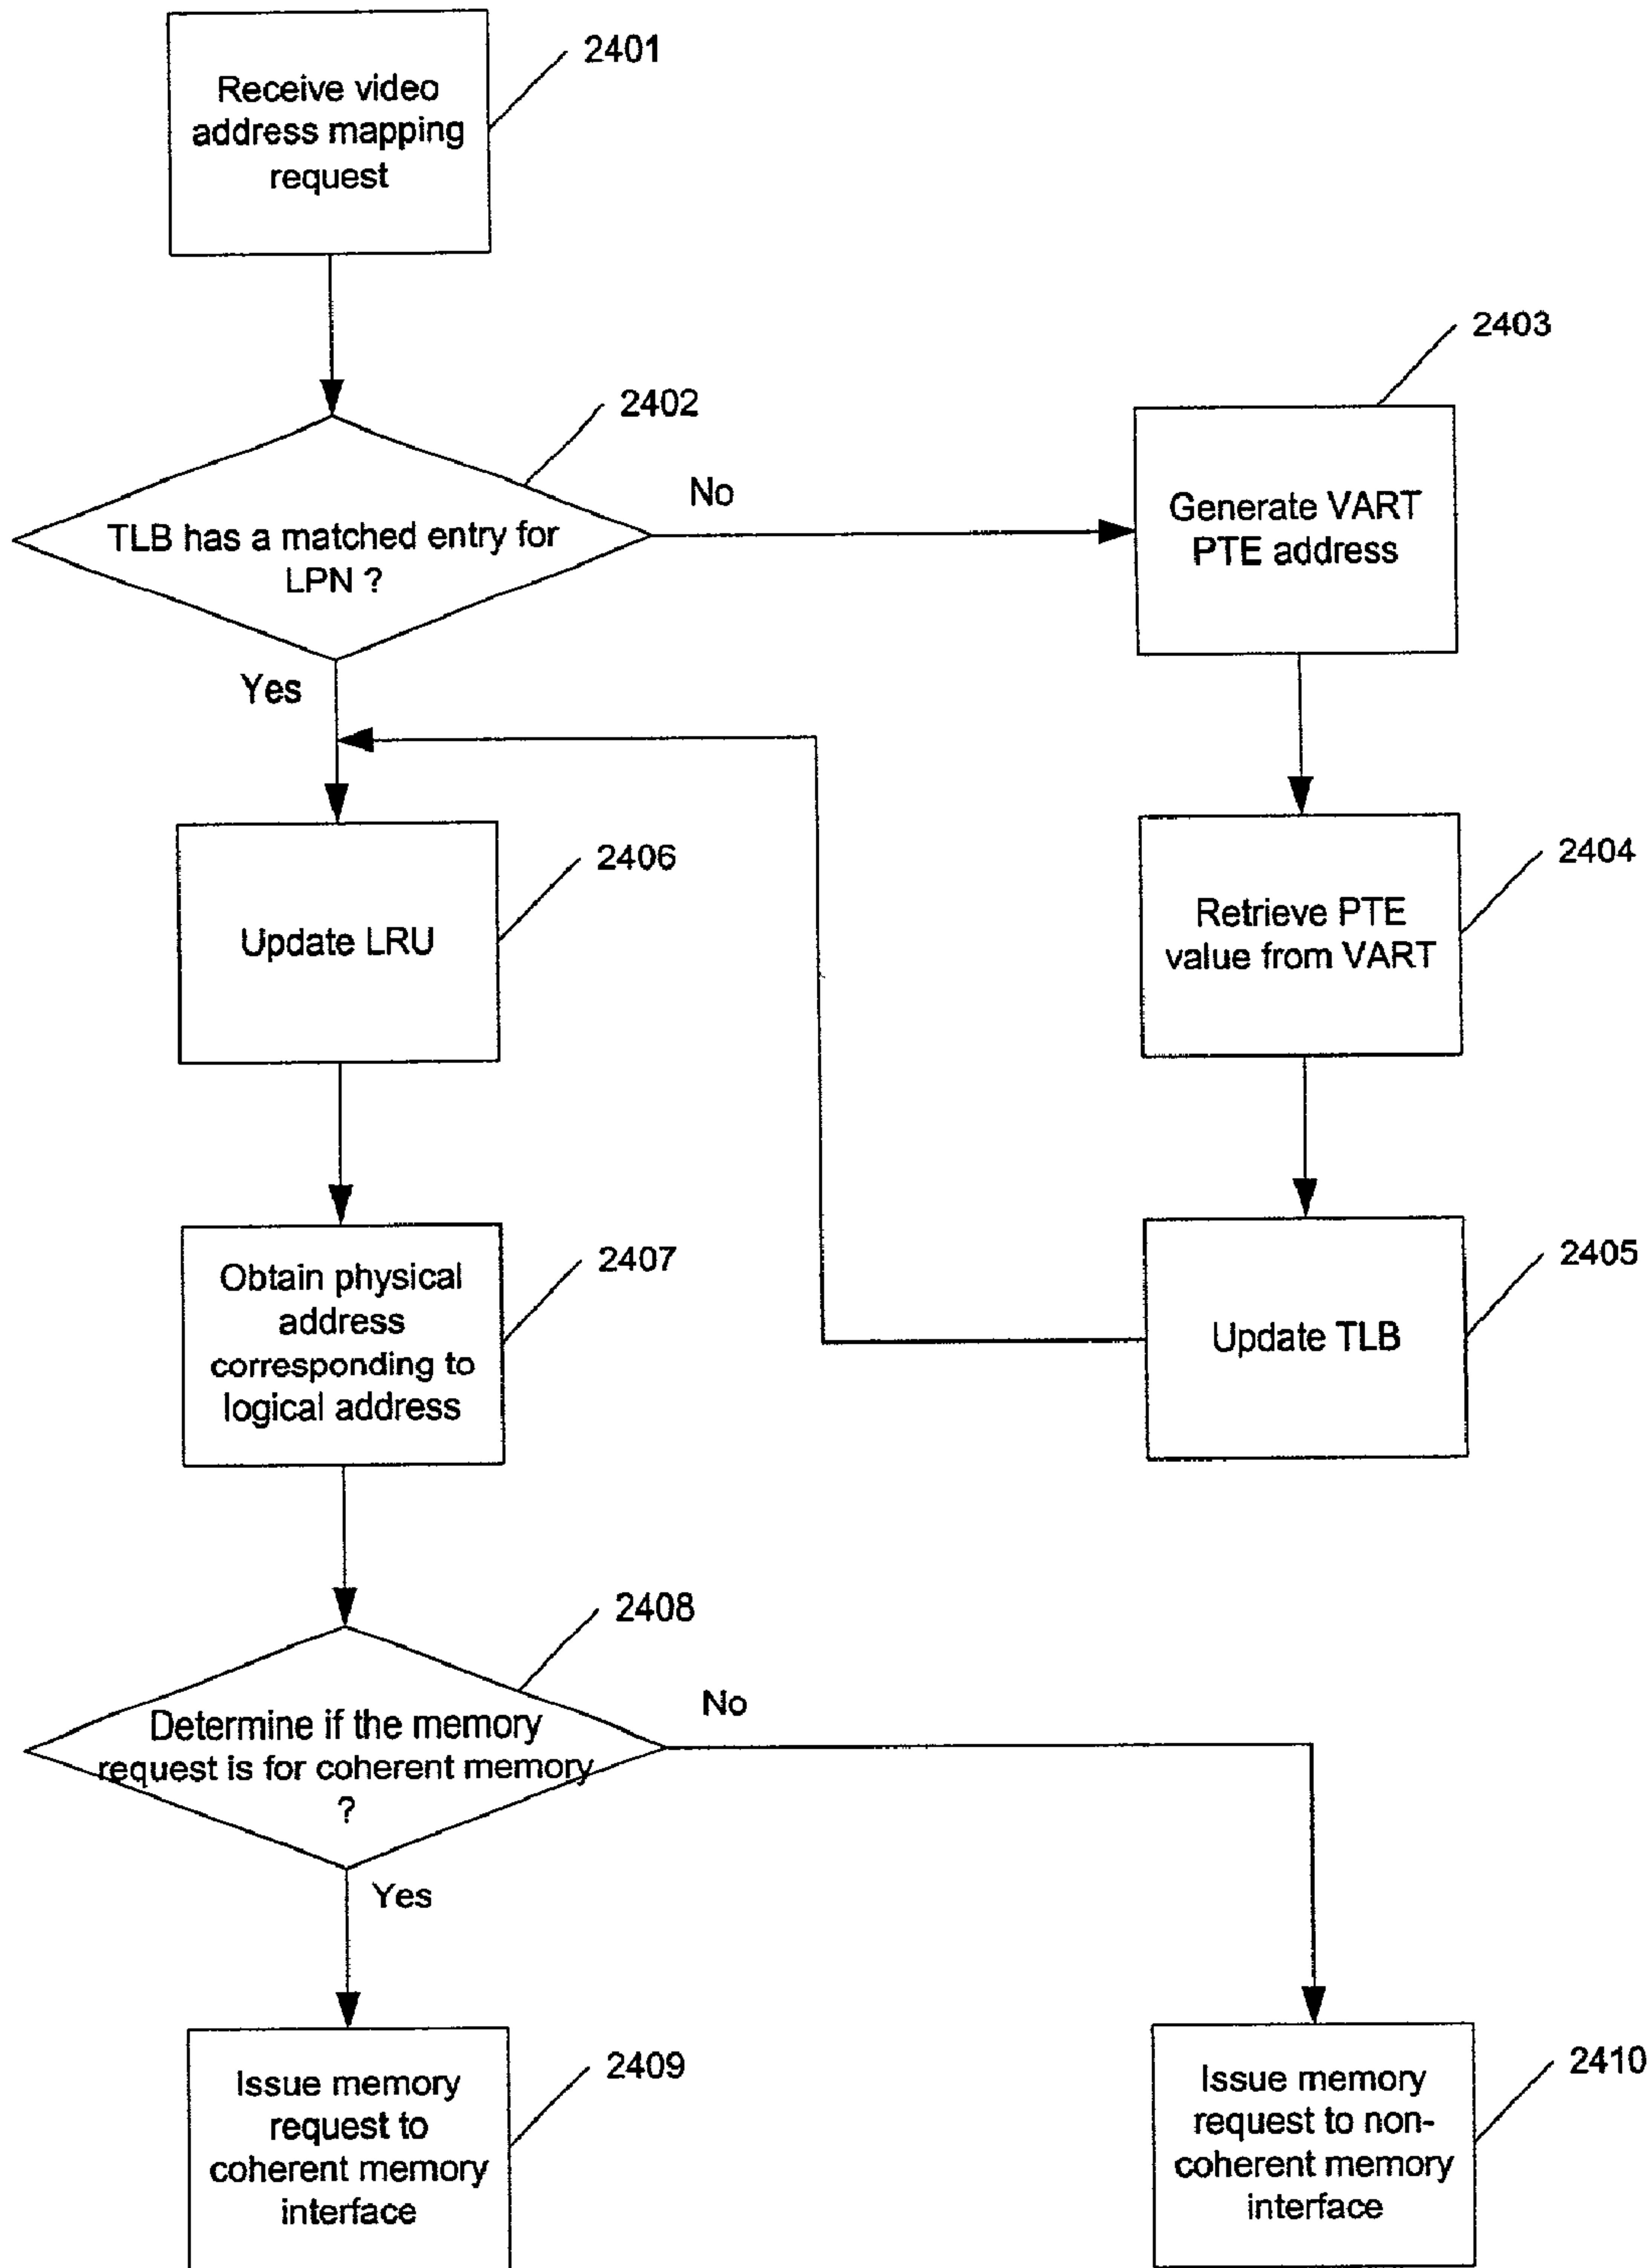 Receive video
address mapping
request
2401
2402
TLB has a matched entry for
LPN ?
No
Yes
2403
Generate VART
PTE address
2404
Retrieve PTE
value from VART
2405
Update TLB
2406
Update LRU
2407
Obtain physical
address
corresponding to
logical address
2408
Determine if the memory
request is for coherent memory
?
No
Yes
2409
Issue memory
request to
coherent memory
interface
2410
Issue memory
request to non-
coherent memory
interface